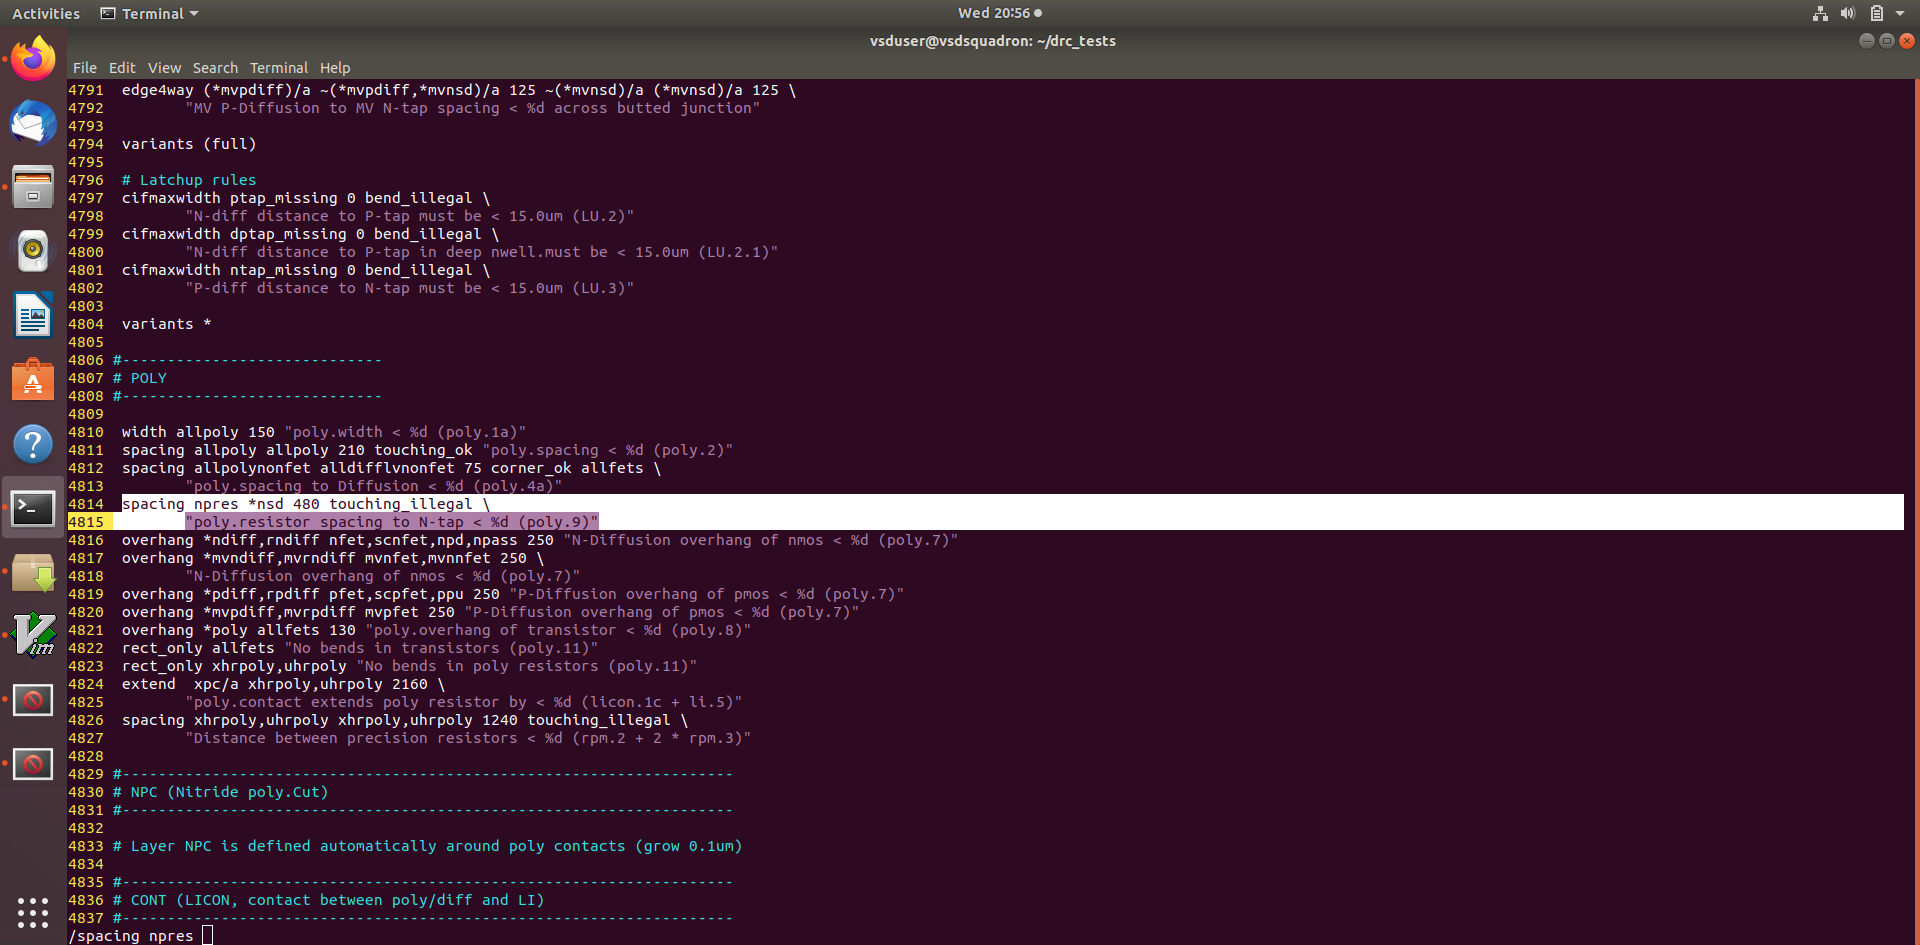 Activities Terminal Wed 20:56
vsduser@vsdsquadron: ~/drc_tests
File Edit View Search Terminal Help
4791  edge4way (*mvpdiff)/a ~(*mvpdiff,*mvnsd)/a 125 ~(*mvnsd)/a (*mvnsd)/a 125 \
4792         "MV P-Diffusion to MV N-tap spacing < %d across butted junction"
4793
4794  variants (full)
4795
4796  # Latchup rules
4797  cifmaxwidth ptap_missing 0 bend_illegal \
4798         "N-diff distance to P-tap must be < 15.0um (LU.2)"
4799  cifmaxwidth dptap_missing 0 bend_illegal \
4800         "N-diff distance to P-tap in deep nwell.must be < 15.0um (LU.2.1)"
4801  cifmaxwidth ntap_missing 0 bend_illegal \
4802         "P-diff distance to N-tap must be < 15.0um (LU.3)"
4803
4804  variants *
4805
4806 #-----------------------------
4807 # POLY
4808 #-----------------------------
4809
4810  width allpoly 150 "poly.width < %d (poly.1a)"
4811  spacing allpoly allpoly 210 touching_ok "poly.spacing < %d (poly.2)"
4812  spacing allpolynonfet alldifflvnonfet 75 corner_ok allfets \
4813         "poly.spacing to Diffusion < %d (poly.4a)"
4814  spacing npres *nsd 480 touching_illegal \
4815         "poly.resistor spacing to N-tap < %d (poly.9)"
4816  overhang *ndiff,rndiff nfet,scnfet,npd,npass 250 "N-Diffusion overhang of nmos < %d (poly.7)"
4817  overhang *mvndiff,mvrndiff mvnfet,mvnnfet 250 \
4818         "N-Diffusion overhang of nmos < %d (poly.7)"
4819  overhang *pdiff,rpdiff pfet,scpfet,ppu 250 "P-Diffusion overhang of pmos < %d (poly.7)"
4820  overhang *mvpdiff,mvrpdiff mvpfet 250 "P-Diffusion overhang of pmos < %d (poly.7)"
4821  overhang *poly allfets 130 "poly.overhang of transistor < %d (poly.8)"
4822  rect_only allfets "No bends in transistors (poly.11)"
4823  rect_only xhrpoly,uhrpoly "No bends in poly resistors (poly.11)"
4824  extend  xpc/a xhrpoly,uhrpoly 2160 \
4825         "poly.contact extends poly resistor by < %d (licon.1c + li.5)"
4826  spacing xhrpoly,uhrpoly xhrpoly,uhrpoly 1240 touching_illegal \
4827         "Distance between precision resistors < %d (rpm.2 + 2 * rpm.3)"
4828
4829 #--------------------------------------------------------------------
4830 # NPC (Nitride poly.Cut)
4831 #--------------------------------------------------------------------
4832
4833 # Layer NPC is defined automatically around poly contacts (grow 0.1um)
4834
4835 #--------------------------------------------------------------------
4836 # CONT (LICON, contact between poly/diff and LI)
4837 #--------------------------------------------------------------------
/spacing npres